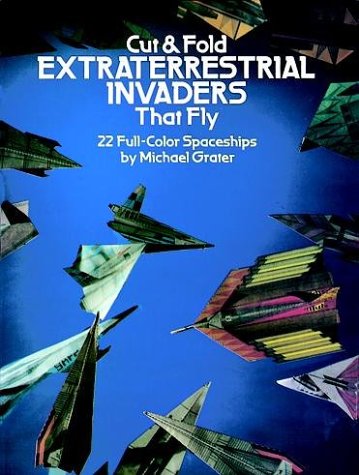 Cut & Fold
EXTRATERRESTRIAL
INVADERS
That Fly
22 Full-Color Spaceships
by Michael Grater